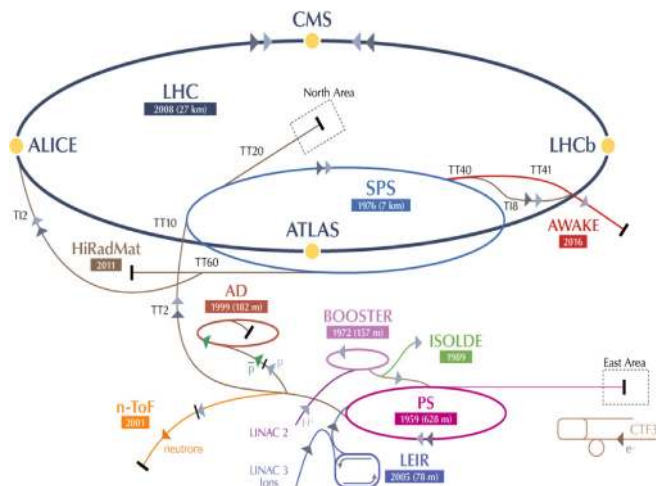 CMS
LHC
2008 (27 km)
North Area
ALICE
TT20
LHCb
TT40
TT41
SPS
1976 (7 km)
TI8
TI2
TT10
ATLAS
AWAKE
2016
HiRadMat
2011
TT60
AD
1999 (182 m)
TT2
BOOSTER
1972 (157 m)
ISOLDE
1989
p
p̅
East Area
n-ToF
2001
PS
1959 (628 m)
H⁺
neutrons
LINAC 2
CTF3
e⁻
LINAC 3
Ions
LEIR
2005 (78 m)